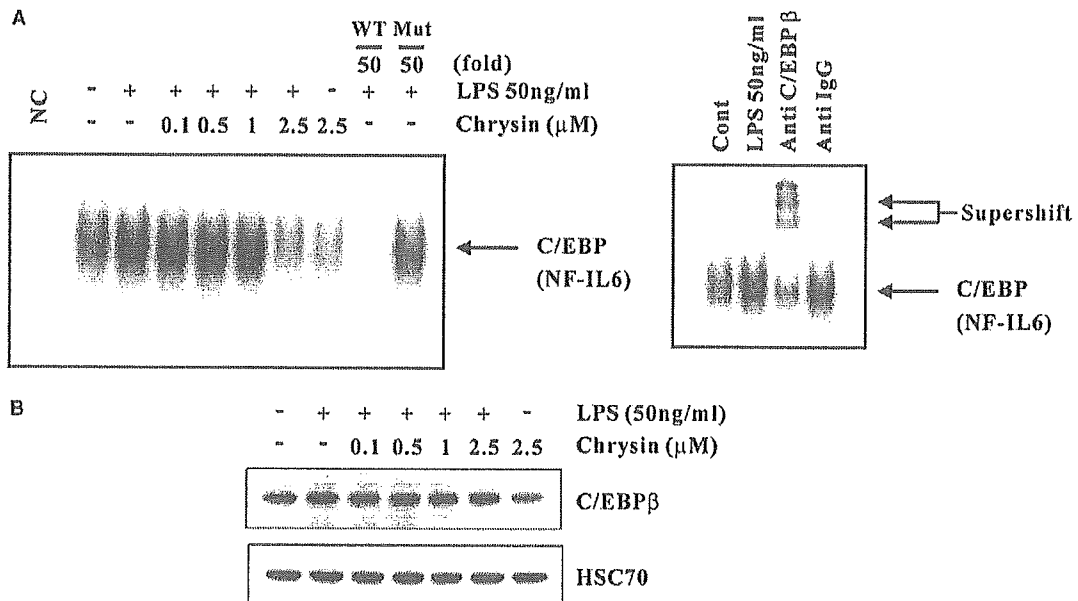 A
WT Mut
50 50 (fold)
NC - + + + + + - + + LPS 50ng/ml
- - 0.1 0.5 1 2.5 2.5 - - Chrysin (μM)
C/EBP
(NF-IL6)
Cont
LPS 50ng/ml
Anti C/EBP β
Anti IgG
Supershift
C/EBP
(NF-IL6)
B
- + + + + + - LPS (50ng/ml)
- - 0.1 0.5 1 2.5 2.5 Chrysin (μM)
C/EBPβ
HSC70